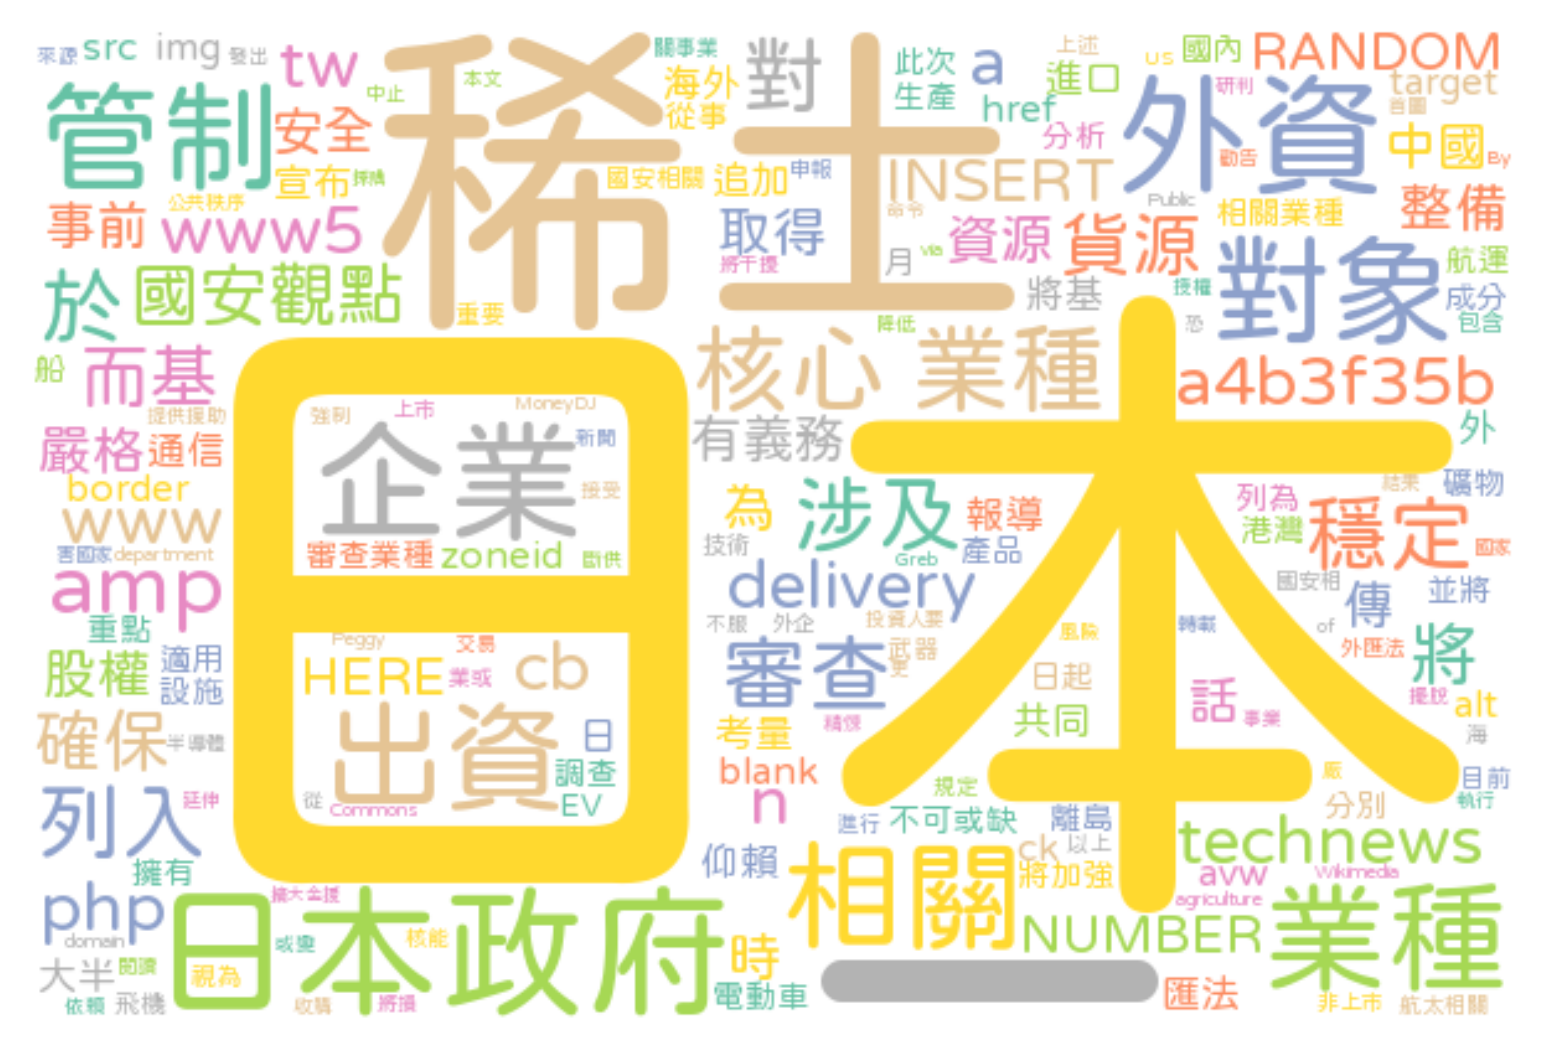 來源 src img 發出 tw
中止 本文
稀土
關事業
海外
從事
對
此次
生產
a
href
上述
進口
us 國內 RANDOM
研刊 target
首圖
管制
安全
宣布
公共秩序
國安相關 追加 申報
分析
外資
勸告
中國 By
INSERT
命令
Public
相關業種 整備
事前 www5
取得
將干擾
月 via 資源 貨源
對象
航運
成分
包含
於 國安觀點
重要
降低
將基
授權
恐
船 而基
提供援助
核心 業種
a4b3f35b
嚴格 通信
border
www
害國家 department
amp
重點
日本
強制 上市 MoneyDJ
企業
新聞
接受
審查業種 zoneid 斷供
有義務
為 涉及 報導
技術 Greb 產品
delivery
外
結果 礦物
列為
港灣 穩定
國家
國安相 傳 並將
不服 外企 投資人要
審查 武器
風險
轉載
of
外匯法
將
股權 適用
設施
Peggy 交易
HERE 業或 cb
出資
日
調查
EV
從 Commons
確保 半導體
考量 精煉
日起
共同
話 事業
擺脫
alt
海
blank
n
規定
目前
執行
分別
列入 延伸
擁有
進行 不可或缺 離島
ck 以上
將加強
仰賴 相關
technews
avw Wikimedia
agriculture
php
domain
擴大金援
日本政府
視為
或變
核能
收購 將損
大半 閱讀
依賴 飛機
時
電動車
NUMBER 業種
匯法 非上市 航太相關